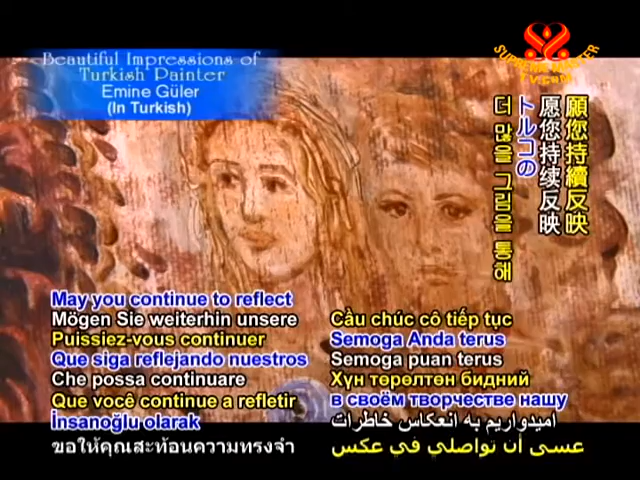 Beautiful Impressions of
Turkish Painter
Emine Güler
(In Turkish)
SUPREME MASTER
TV.COM
願您持續反映
愿您持续反映
トルコの
더 많을 그림을 통해
May you continue to reflect
Mögen Sie weiterhin unsere
Puissiez-vous continuer
Que siga reflejando nuestros
Che possa continuare
Que você continue a refletir
İnsanoğlu olarak
ขอให้คุณสะท้อนความทรงจำ
Cầu chúc cô tiếp tục
Semoga Anda terus
Semoga puan terus
Хүн төрөлтөн бидний
в своём творчестве нашу
امیدواریم به انعکاس خاطرات
عسى أن تواصلي في عكس